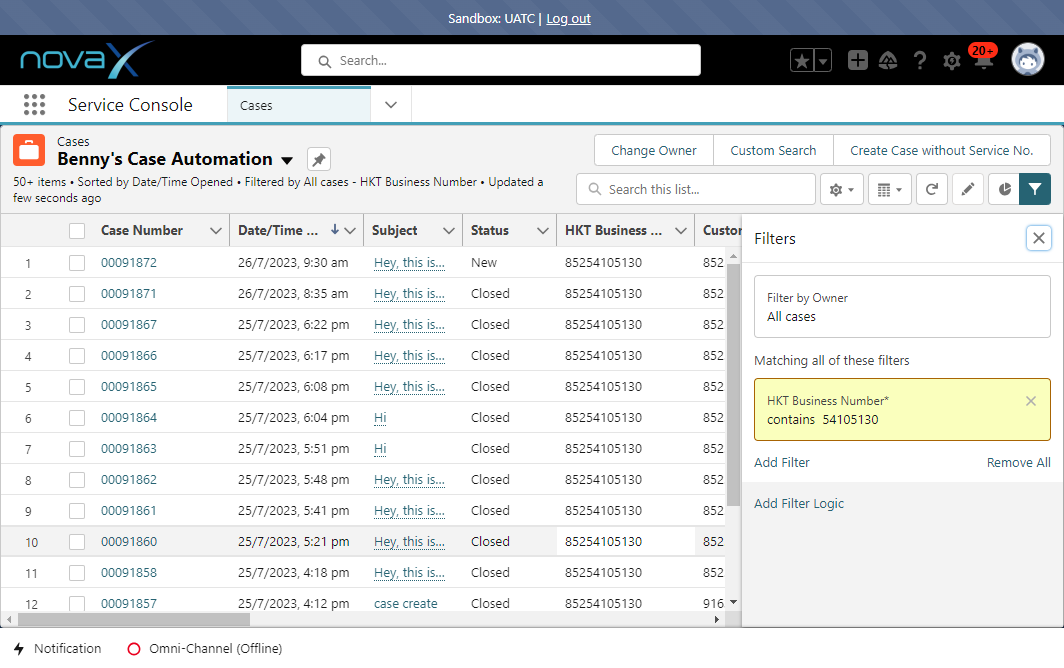 Sandbox: UATC | Log out
novaX
Search...
20+
Service Console
Cases
Cases
Benny's Case Automation
Change Owner
Custom Search
Create Case without Service No.
50+ items • Sorted by Date/Time Opened • Filtered by All cases - HKT Business Number • Updated a
few seconds ago
Search this list...
Case Number Date/Time ... Subject Status HKT Business ... Custor
1 00091872 26/7/2023, 9:30 am Hey, this is... New 85254105130 852
2 00091871 26/7/2023, 8:35 am Hey, this is... Closed 85254105130 852
3 00091867 25/7/2023, 6:22 pm Hey, this is... Closed 85254105130 852
4 00091866 25/7/2023, 6:17 pm Hey, this is... Closed 85254105130 852
5 00091865 25/7/2023, 6:08 pm Hey, this is... Closed 85254105130 852
6 00091864 25/7/2023, 6:04 pm Hi Closed 85254105130 852
7 00091863 25/7/2023, 5:51 pm Hi Closed 85254105130 852
8 00091862 25/7/2023, 5:48 pm Hey, this is... Closed 85254105130 852
9 00091861 25/7/2023, 5:41 pm Hey, this is... Closed 85254105130 852
10 00091860 25/7/2023, 5:21 pm Hey, this is... Closed 85254105130 852
11 00091858 25/7/2023, 4:18 pm Hey, this is... Closed 85254105130 852
12 00091857 25/7/2023, 4:12 pm case create Closed 85254105130 916
Filters
Filter by Owner
All cases
Matching all of these filters
HKT Business Number*
contains 54105130
Add Filter
Remove All
Add Filter Logic
Notification
Omni-Channel (Offline)